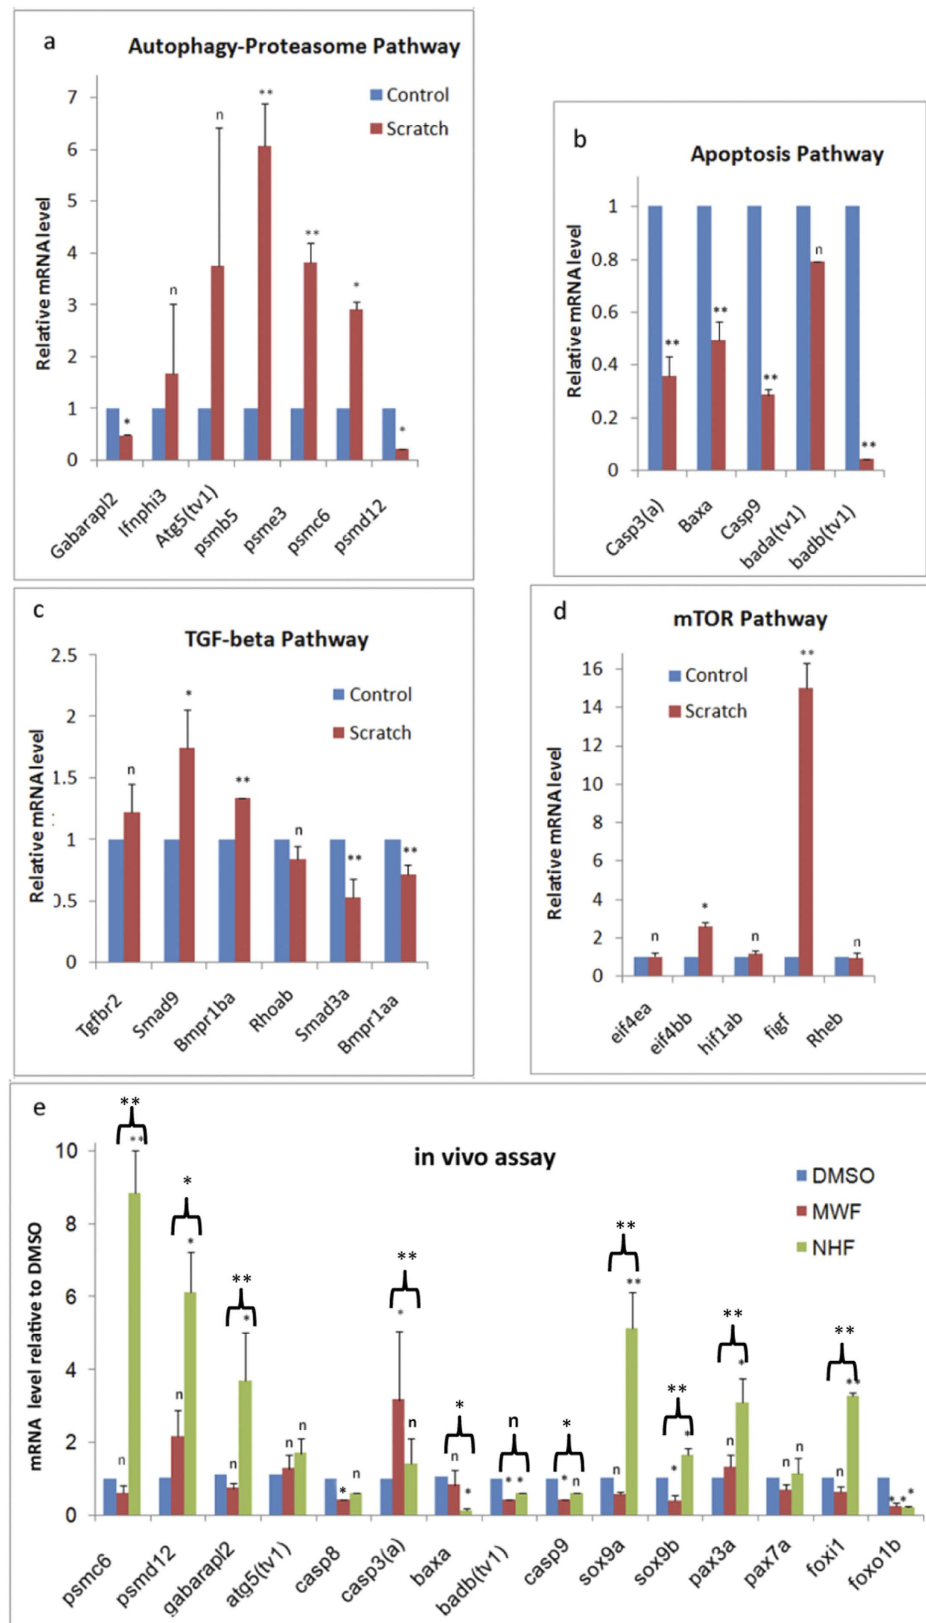 a
Autophagy-Proteasome Pathway
Control
Scratch
Relative mRNA level
7
6
5
4
3
2
1
0
*
n
n
**
**
*
*
Gabarapl2
Ifnphi3
Atg5(tv1)
psmb5
psme3
psmc6
psmd12
b
Apoptosis Pathway
Relative mRNA level
1
0.8
0.6
0.4
0.2
0
**
**
**
n
**
Casp3(a)
Baxa
Casp9
bada(tv1)
badb(tv1)
c
TGF-beta Pathway
Control
Scratch
Relative mRNA level
2.5
2
1.5
1
0.5
0
n
*
**
n
**
**
Tgfbr2
Smad9
Bmpr1ba
Rhoab
Smad3a
Bmpr1aa
d
mTOR Pathway
Control
Scratch
Relative mRNA level
16
14
12
10
8
6
4
2
0
n
*
n
**
n
eif4ea
eif4bb
hif1ab
figf
Rheb
e
in vivo assay
DMSO
MWF
NHF
mRNA level relative to DMSO
10
8
6
4
2
0
** * ** ** * n * ** ** ** **
n ** n * n * n n * n * n n * * * * n n ** * * n * n n n ** * * *
psmc6
psmd12
gabarapl2
atg5(tv1)
casp8
casp3(a)
baxa
badb(tv1)
casp9
sox9a
sox9b
pax3a
pax7a
foxi1
foxo1b